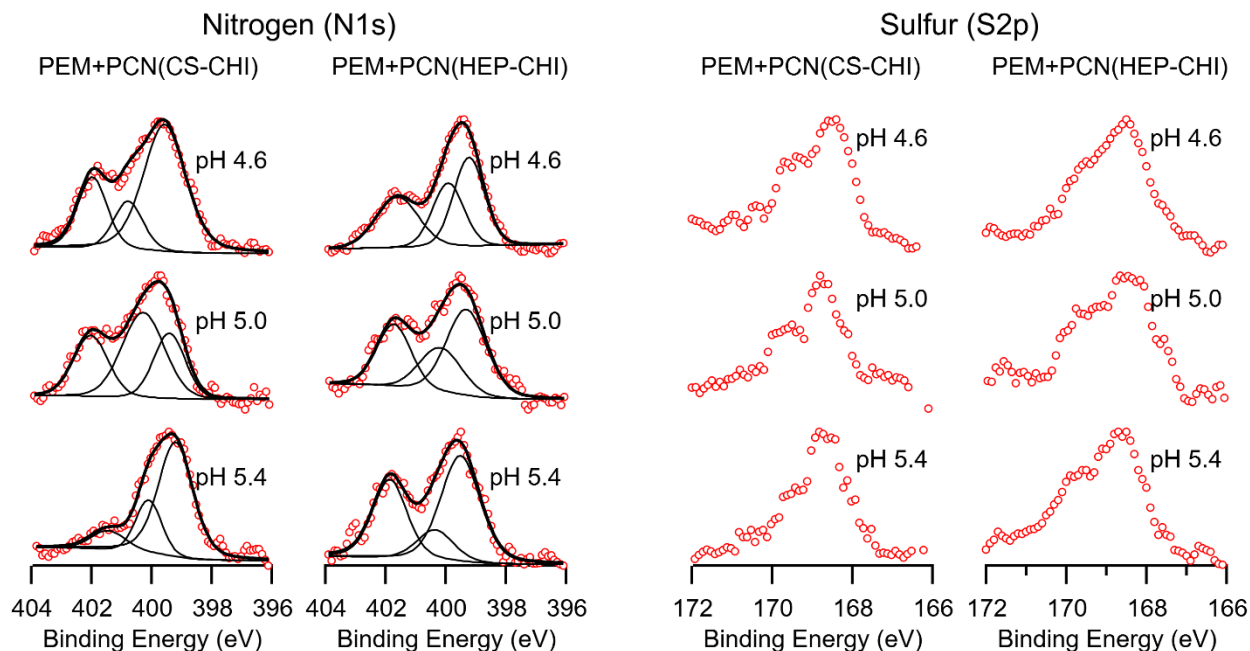 Nitrogen (N1s)
Sulfur (S2p)
PEM+PCN(CS-CHI)
PEM+PCN(HEP-CHI)
PEM+PCN(CS-CHI)
PEM+PCN(HEP-CHI)
pH 4.6
pH 4.6
pH 4.6
pH 4.6
pH 5.0
pH 5.0
pH 5.0
pH 5.0
pH 5.4
pH 5.4
pH 5.4
pH 5.4
404 402 400 398 396
404 402 400 398 396
172 170 168 166
172 170 168 166
Binding Energy (eV)
Binding Energy (eV)
Binding Energy (eV)
Binding Energy (eV)